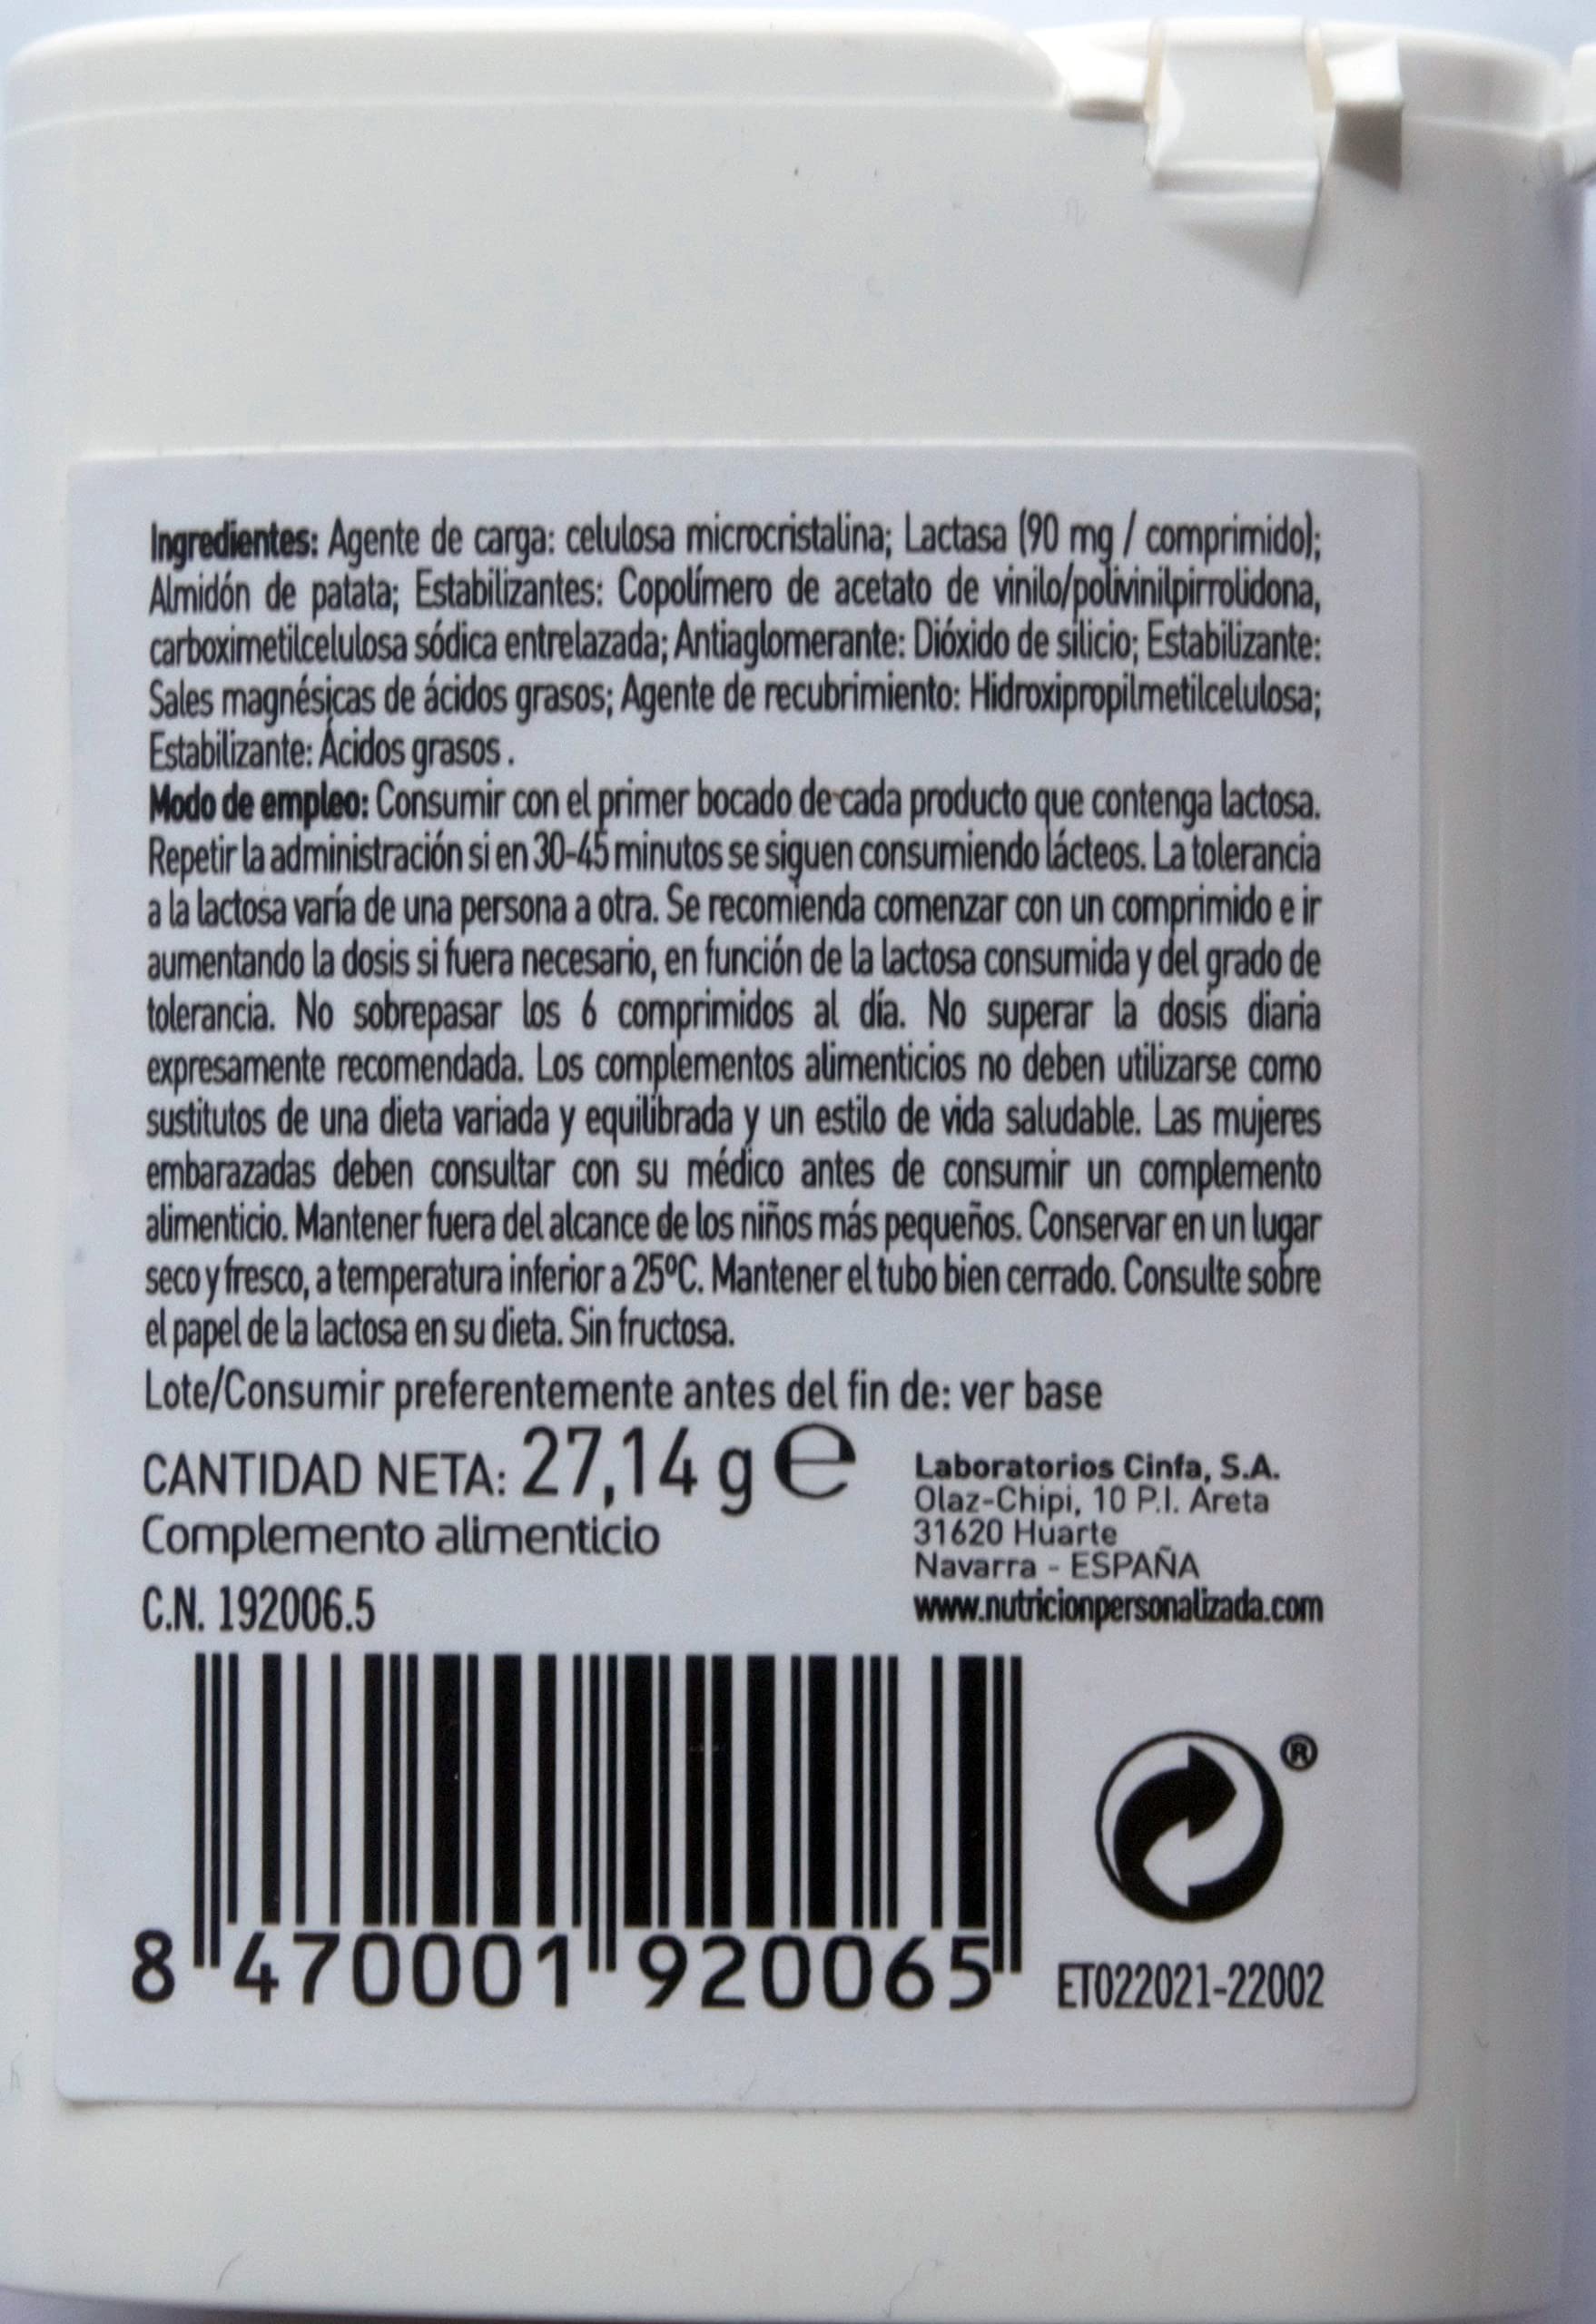 Ingredientes: Agente de carga: celulosa microcristalina; Lactasa (90 mg / comprimido);
Almidón de patata; Estabilizantes: Copolímero de acetato de vinilo/polivinilpirrolidona,
carboximetilcelulosa sódica entrelazada; Antiaglomerante: Dióxido de silicio; Estabilizante:
Sales magnésicas de ácidos grasos; Agente de recubrimiento: Hidroxipropilmetilcelulosa;
Estabilizante: Ácidos grasos .
Modo de empleo: Consumir con el primer bocado de cada producto que contenga lactosa.
Repetir la administración si en 30-45 minutos se siguen consumiendo lácteos. La tolerancia
a la lactosa varía de una persona a otra. Se recomienda comenzar con un comprimido e ir
aumentando la dosis si fuera necesario, en función de la lactosa consumida y del grado de
tolerancia. No sobrepasar los 6 comprimidos al día. No superar la dosis diaria
expresamente recomendada. Los complementos alimenticios no deben utilizarse como
sustitutos de una dieta variada y equilibrada y un estilo de vida saludable. Las mujeres
embarazadas deben consultar con su médico antes de consumir un complemento
alimenticio. Mantener fuera del alcance de los niños más pequeños. Conservar en un lugar
seco y fresco, a temperatura inferior a 25ºC. Mantener el tubo bien cerrado. Consulte sobre
el papel de la lactosa en su dieta. Sin fructosa.
Lote/Consumir preferentemente antes del fin de: ver base
CANTIDAD NETA: 27,14 g e
Complemento alimenticio
C.N. 192006.5
Laboratorios Cinfa, S.A.
Olaz-Chipi, 10 P.I. Areta
31620 Huarte
Navarra - ESPAÑA
www.nutricionpersonalizada.com
®
8 470001 920065
ET022021-22002